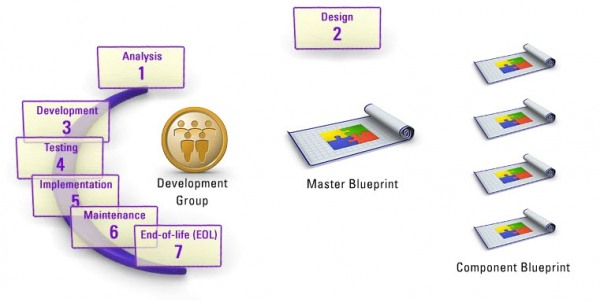 Analysis
1
Design
2
Development
3
Testing
4
Implementation
5
Maintenance
6
End-of-life (EOL)
7
Development
Group
Master Blueprint
Component Blueprint